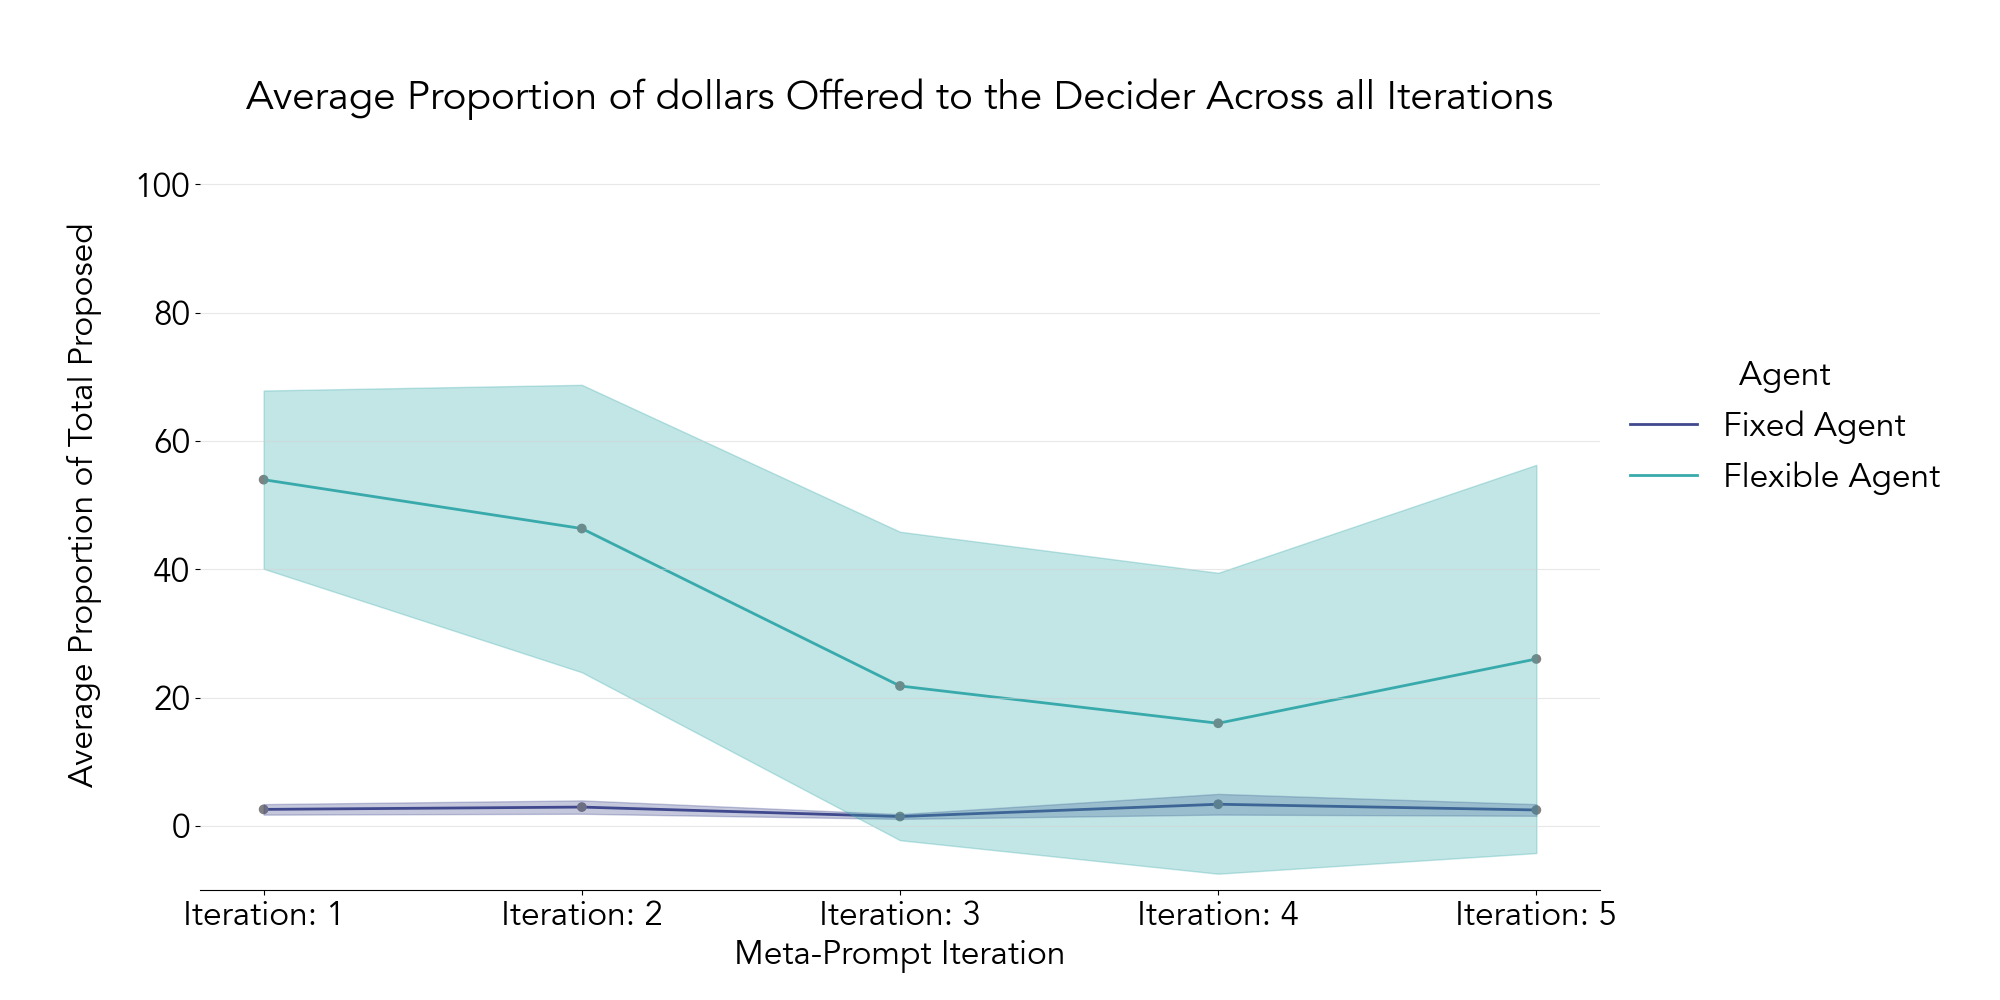 Average Proportion of dollars Offered to the Decider Across all Iterations
Average Proportion of Total Proposed
100
80
60
40
20
0
Agent
Fixed Agent
Flexible Agent
Iteration: 1
Iteration: 2
Iteration: 3
Iteration: 4
Iteration: 5
Meta-Prompt Iteration